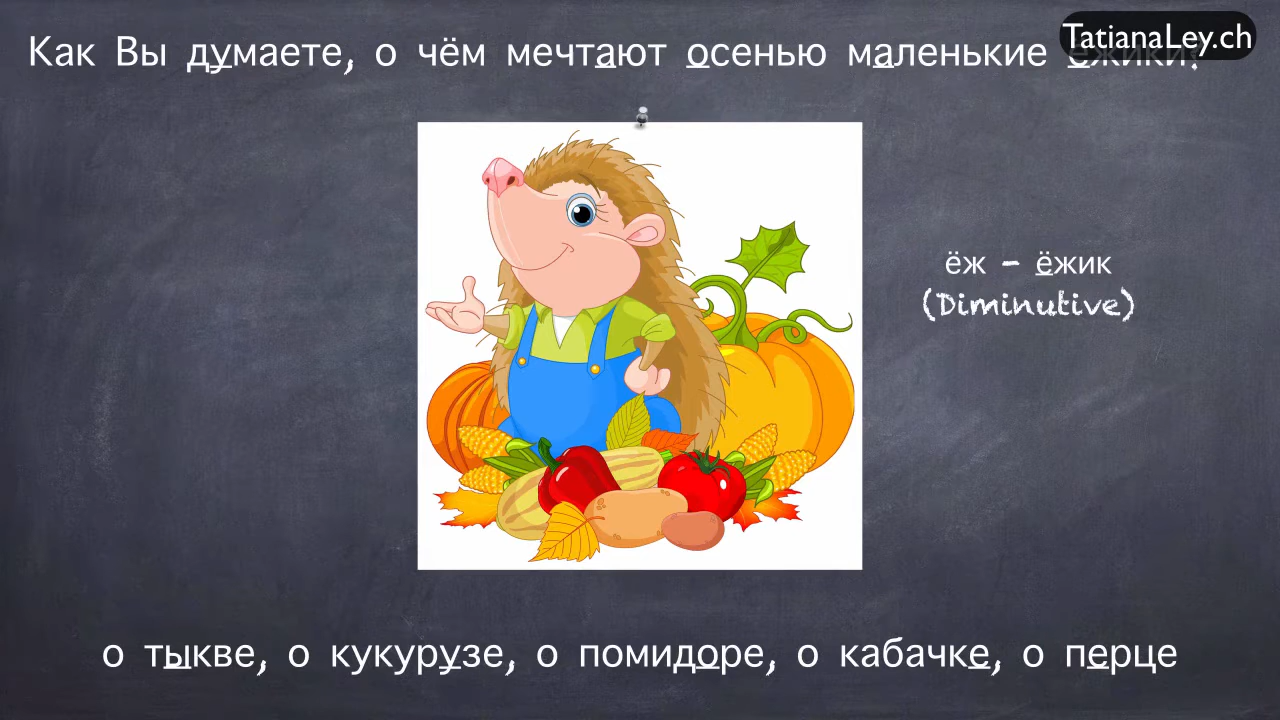 Как Вы думаете, о чём мечтают осенью маленькие ёжики?
TatianaLey.ch
ёж - ёжик
(Diminutive)
о тыкве, о кукурузе, о помидоре, о кабачке, о перце